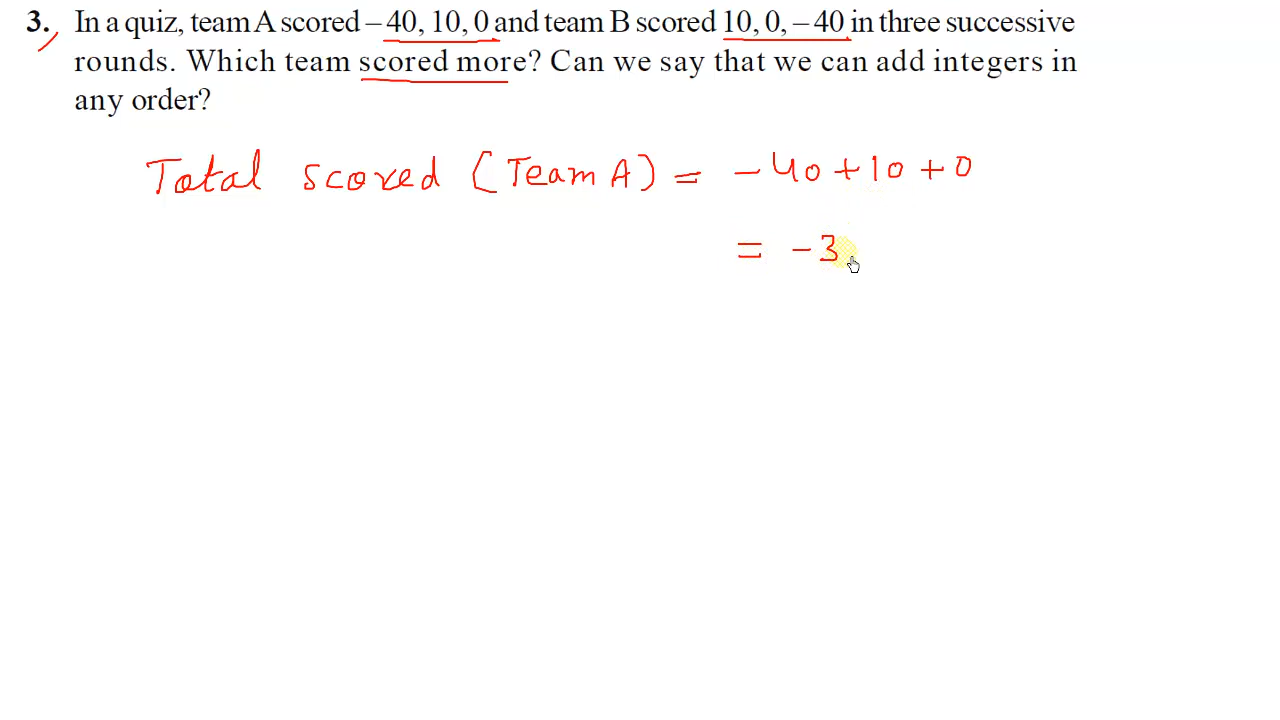 3. In a quiz, team A scored – 40, 10, 0 and team B scored 10, 0, – 40 in three successive
rounds. Which team scored more? Can we say that we can add integers in
any order?
Total scored (Team A) = - 40 + 10 + 0
= - 3